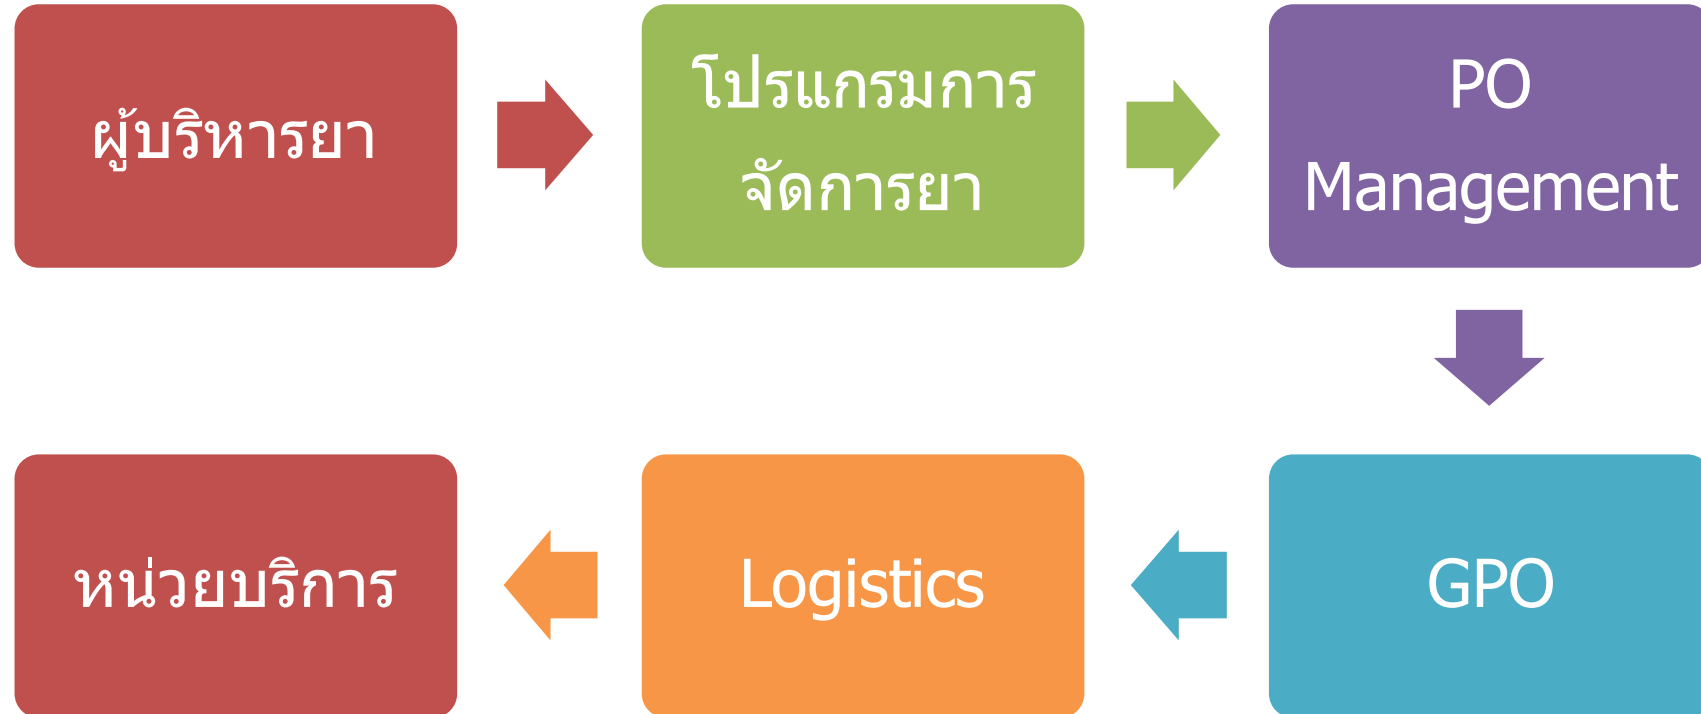 ผู้บริหารยา
โปรแกรมการ
จัดการยา
PO
Management
GPO
Logistics
หน่วยบริการ